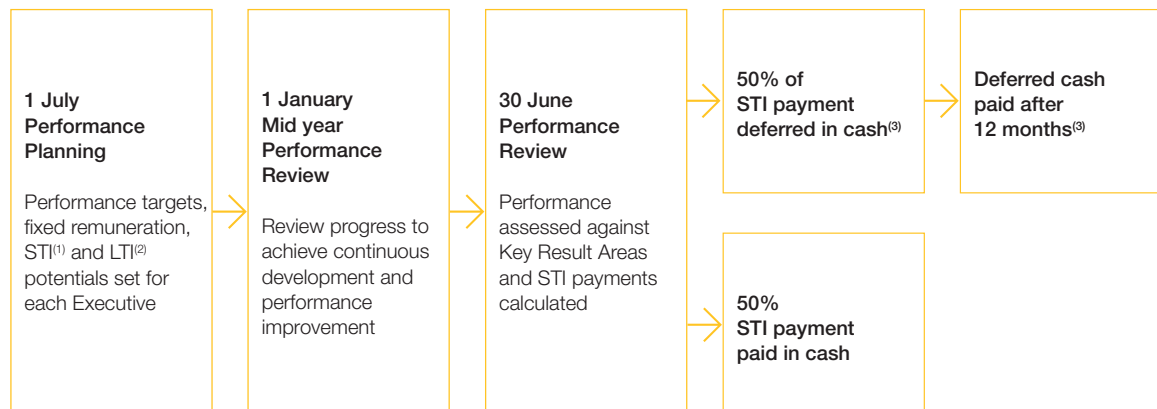 1 July
Performance
Planning
Performance targets,
fixed remuneration,
STI(1) and LTI(2)
potentials set for
each Executive
1 January
Mid year
Performance
Review
Review progress to
achieve continuous
development and
performance
improvement
30 June
Performance
Review
Performance
assessed against
Key Result Areas
and STI payments
calculated
50% of
STI payment
deferred in cash(3)
Deferred cash
paid after
12 months(3)
50%
STI payment
paid in cash